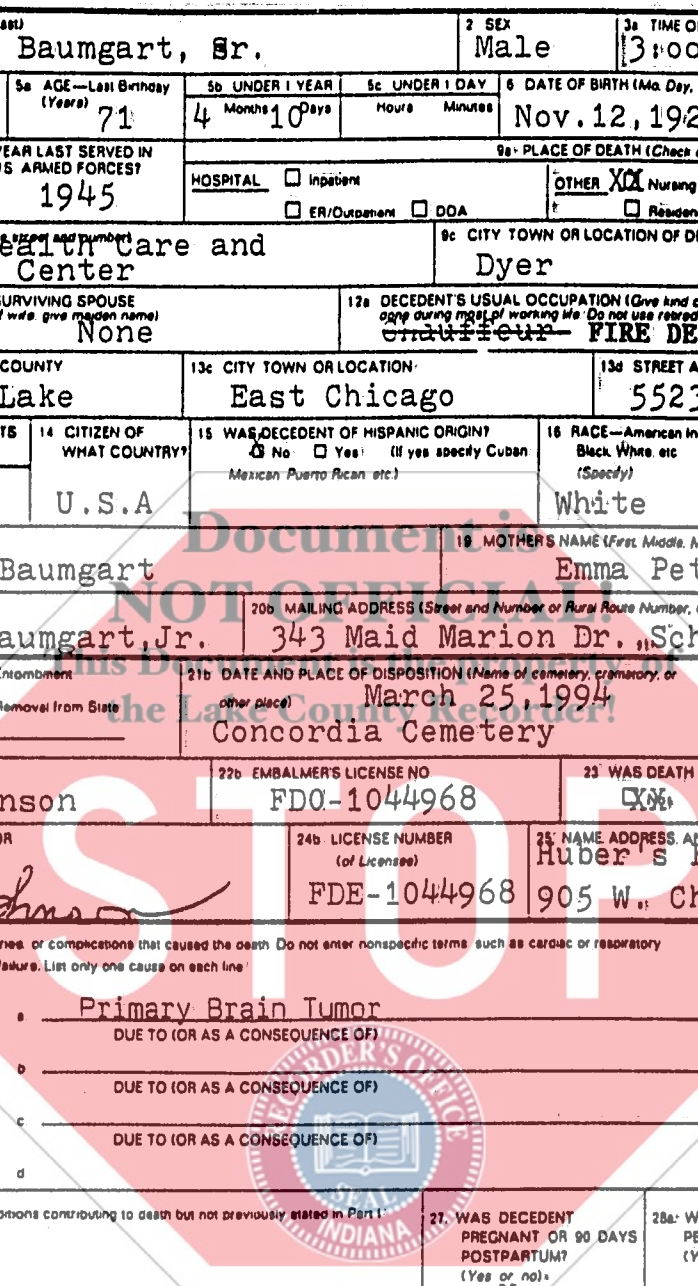 2 SEX 3a TIME O
Baumgart, Sr. Male 3:00
5a AGE—Last Birthday 5b UNDER 1 YEAR 5c UNDER 1 DAY 6 DATE OF BIRTH (Mo. Day,
(Years) Months Days Hours Minutes
71 4 10 Nov.12,192
YEAR LAST SERVED IN 9a PLACE OF DEATH (Check
S ARMED FORCES?
1945 HOSPITAL Inpatient OTHER XX Nursing
ER/Outpatient DOA Residen
street and number) 9c CITY TOWN OR LOCATION OF DE
ealth Care and
Center Dyer
SURVIVING SPOUSE 12a DECEDENT'S USUAL OCCUPATION (Give kind o
wife, give maiden name) done during most of working life. Do not use retired
None Chauffeur FIRE DE
COUNTY 13c CITY TOWN OR LOCATION 13d STREET A
Lake East Chicago 5523
TS 14 CITIZEN OF 15 WAS DECEDENT OF HISPANIC ORIGIN? 16 RACE—American In
WHAT COUNTRY? X No Yes (If yes specify Cuban Black, White, etc
Mexican Puerto Rican etc.) (Specify)
U.S.A White
Document is
19 MOTHER'S NAME (First, Middle, M
Baumgart Emma Pet
NOT OFFICIAL!
20b MAILING ADDRESS (Street and Number or Rural Route Number,
aumgart,Jr. 343 Maid Marion Dr., Sch
This Document is the property of
Entombment 21b DATE AND PLACE OF DISPOSITION (Name of cemetery, crematory, or
Removal from State other place) March 25,1994
the Lake County Recorder!
Concordia Cemetery
22b EMBALMER'S LICENSE NO 23 WAS DEATH
nson FDO-1044968 XX
STOP
OR 24b LICENSE NUMBER 25 NAME, ADDRESS, AN
(of Licensee) Huber's
Johnson FDE-1044968 905 W. Ch
ries, or complications that caused the death Do not enter nonspecific terms such as cardiac or respiratory
failure. List only one cause on each line
a Primary Brain Tumor
DUE TO (OR AS A CONSEQUENCE OF)
b
DUE TO (OR AS A CONSEQUENCE OF)
c
DUE TO (OR AS A CONSEQUENCE OF)
d
RECORDER'S OFFICE
SEAL
INDIANA
ditions contributing to death but not previously stated in Part I 27. WAS DECEDENT 28a W
PREGNANT OR 90 DAYS PE
POSTPARTUM? (Y
(Yes or no)